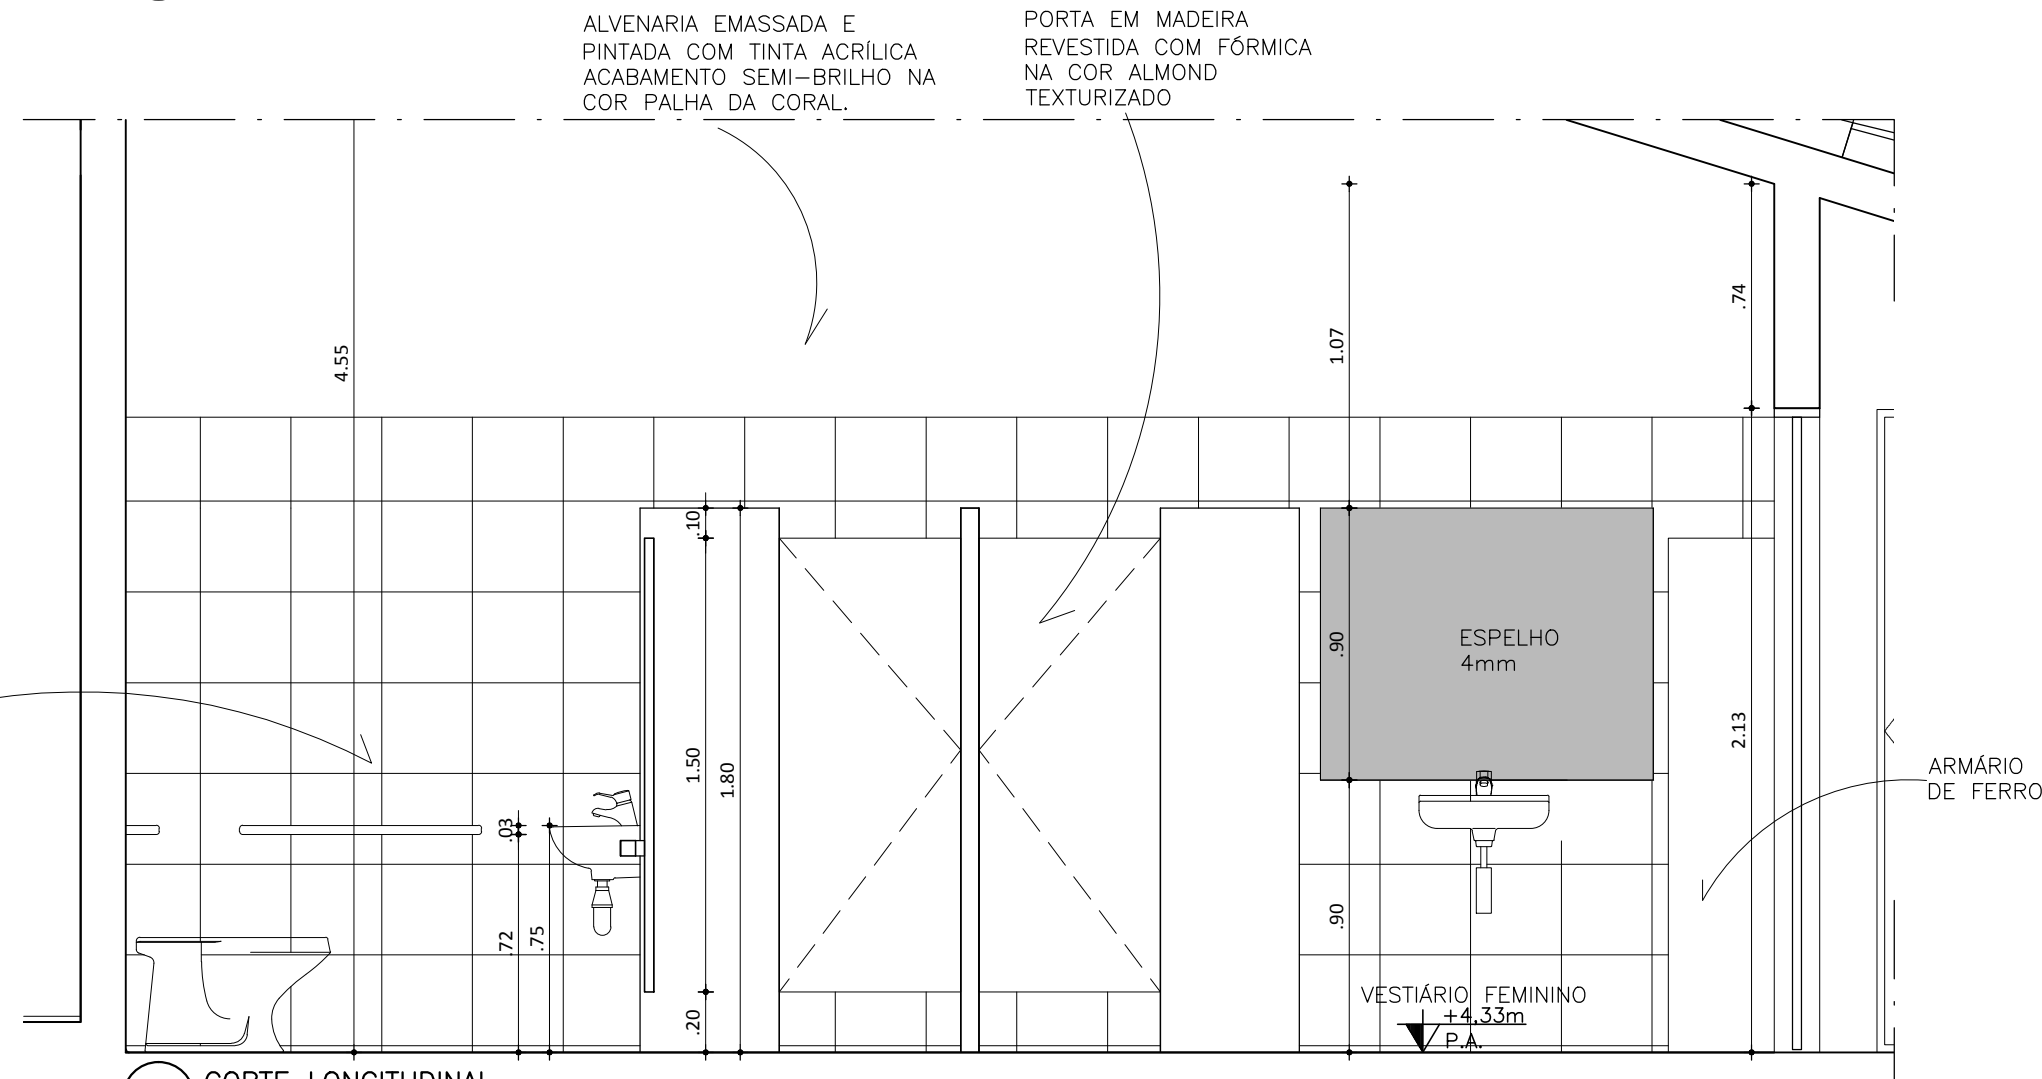 ALVENARIA EMASSADA E
PINTADA COM TINTA ACRÍLICA
ACABAMENTO SEMI-BRILHO NA
COR PALHA DA CORAL.
PORTA EM MADEIRA
REVESTIDA COM FÓRMICA
NA COR ALMOND
TEXTURIZADO
4.55
1.07
.74
.10
1.50
1.80
.20
.03
.72
.75
.90
ESPELHO
4mm
.90
2.13
ARMÁRIO
DE FERRO
VESTIÁRIO FEMININO
+4,33m
P.A.
CORTE LONGITUDINAL